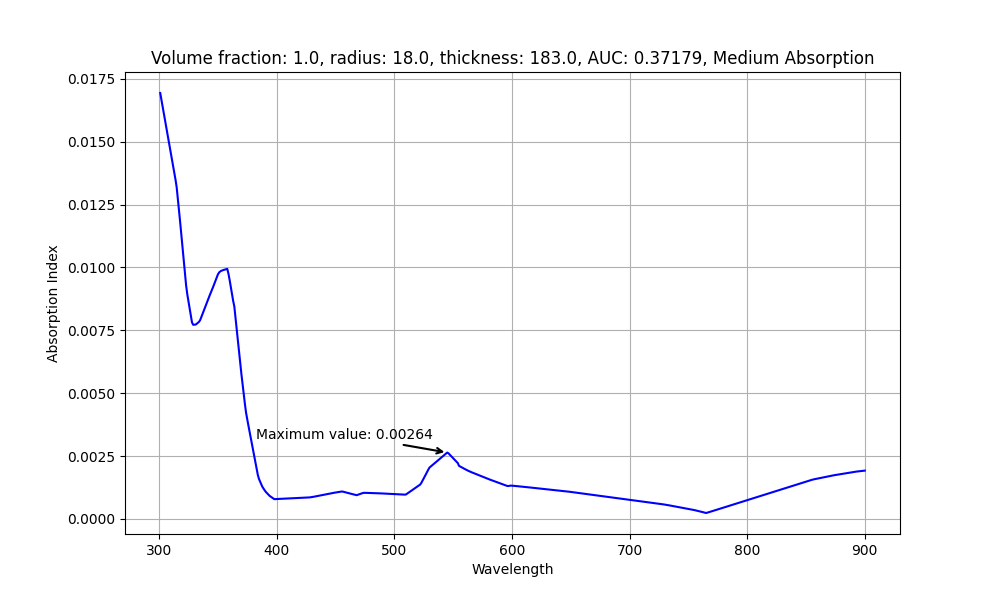 Volume fraction: 1.0, radius: 18.0, thickness: 183.0, AUC: 0.37179, Medium Absorption
0.0175
0.0150
0.0125
0.0100
0.0075
0.0050
0.0025
0.0000
Absorption Index
Maximum value: 0.00264
300 400 500 600 700 800 900
Wavelength